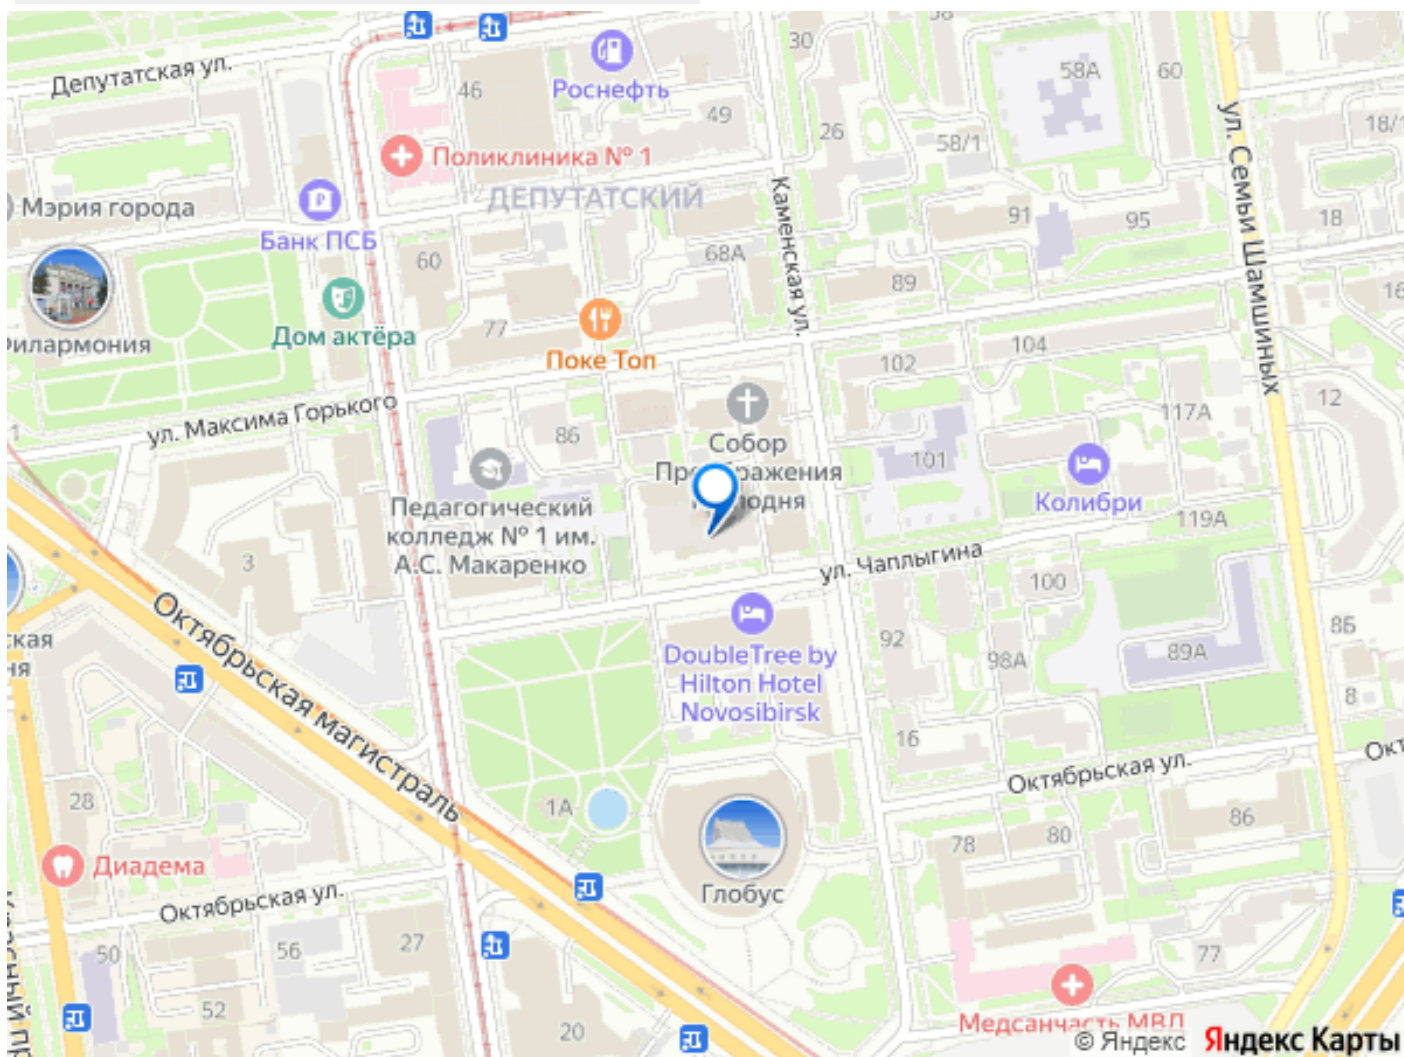 Депутатская ул.
46
Роснефть
49
30
58А
60
ул. Семьи Шамшиных
18/1
26
58/1
Поликлиника № 1
ДЕПУТАТСКИЙ
Мэрия города
Банк ПСБ
Каменская ул.
91
95
18
60
68А
89
16
Дом актёра
77
Поке Топ
102
104
ул. Максима Горького
86
Собор
Господня
101
117А
12
Колибри
Педагогический
колледж № 1 им.
А.С. Макаренко
119А
3
ул. Чаплыгина
100
Октябрьская магистраль
DoubleTree by
Hilton Hotel
Novosibirsk
92
98А
89А
8Б
8
16
Октябрьская ул.
28
1А
86
78
80
Диадема
Глобус
Октябрьская ул.
50
56
27
77
52
20
Медсанчасть МВД
© Яндекс Яндекс Карты